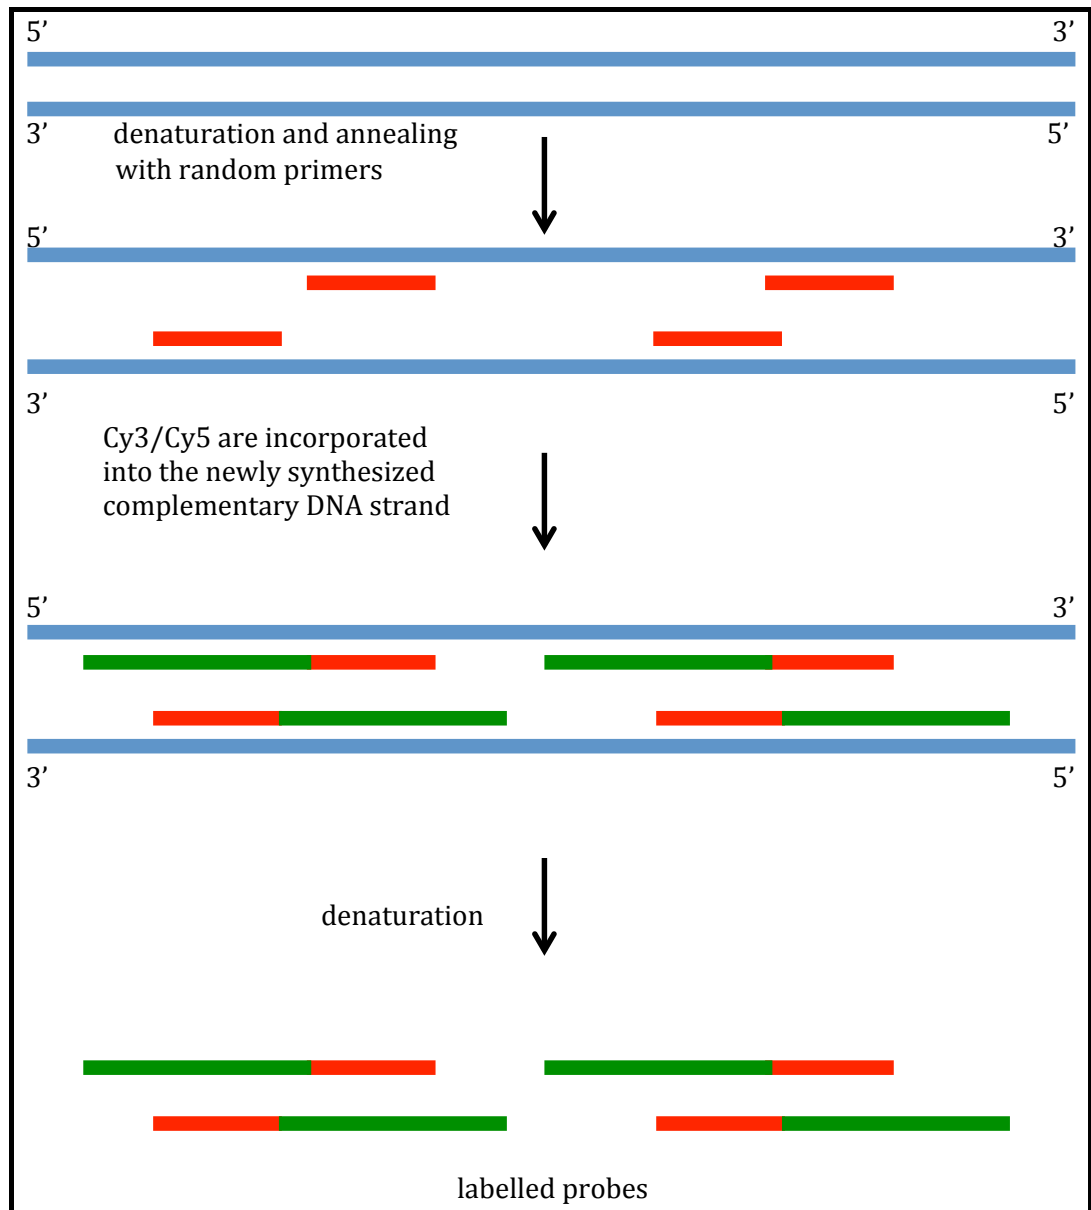 5’ 3’
3’ 5’
denaturation and annealing
with random primers
5’ 3’
3’ 5’
Cy3/Cy5 are incorporated
into the newly synthesized
complementary DNA strand
5’ 3’
3’ 5’
denaturation
labelled probes